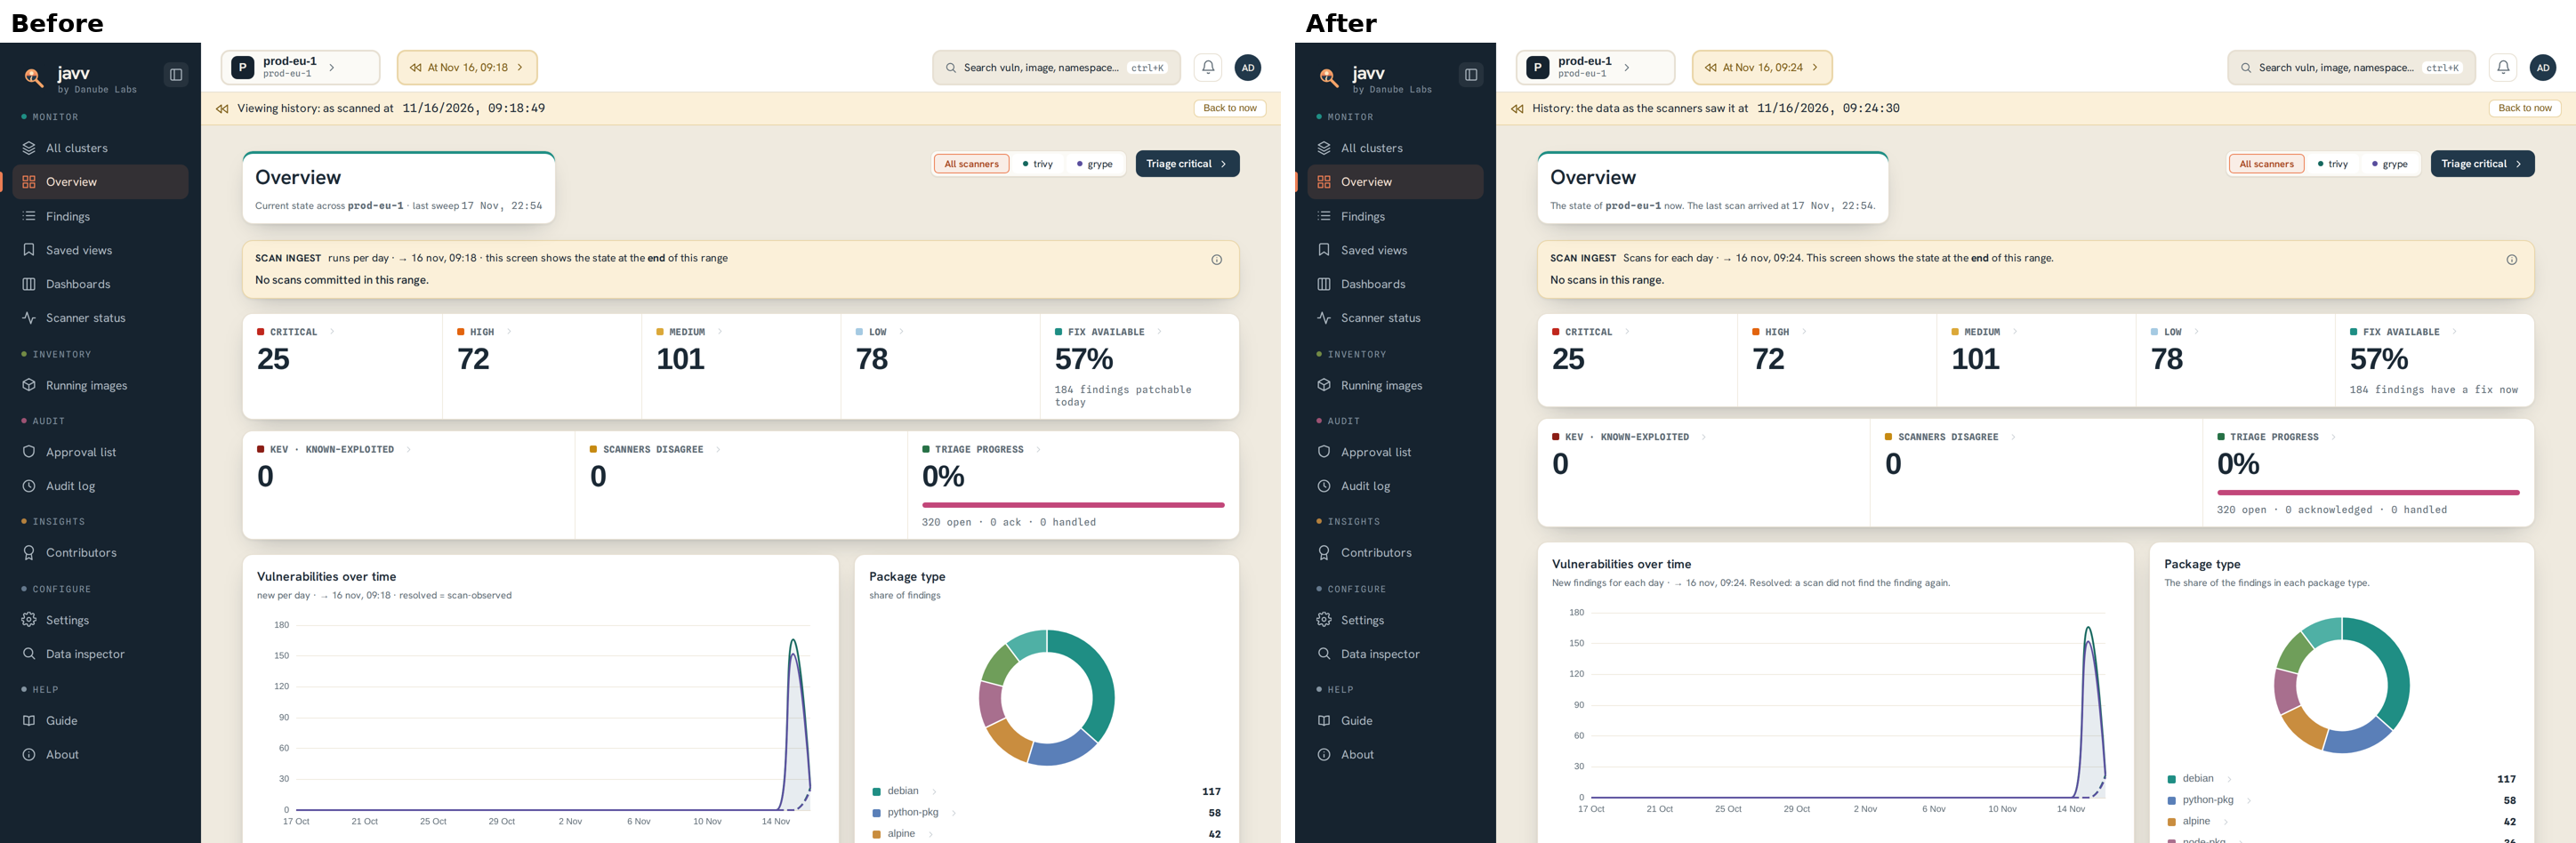 Before
javv
by Danube Labs
MONITOR
All clusters
Overview
Findings
Saved views
Dashboards
Scanner status
INVENTORY
Running images
AUDIT
Approval list
Audit log
INSIGHTS
Contributors
CONFIGURE
Settings
Data inspector
HELP
Guide
About
P
prod-eu-1
prod-eu-1
At Nov 16, 09:18
Search vuln, image, namespace... ctrl+K
AD
Viewing history: as scanned at 11/16/2026, 09:18:49
Back to now
Overview
Current state across prod-eu-1 · last sweep 17 Nov, 22:54
All scanners trivy grype
Triage critical
SCAN INGEST runs per day · → 16 nov, 09:18 · this screen shows the state at the end of this range
No scans committed in this range.
CRITICAL
25
HIGH
72
MEDIUM
101
LOW
78
FIX AVAILABLE
57%
184 findings patchable
today
KEV · KNOWN-EXPLOITED
0
SCANNERS DISAGREE
0
TRIAGE PROGRESS
0%
320 open · 0 ack · 0 handled
Vulnerabilities over time
new per day · → 16 nov, 09:18 · resolved = scan-observed
180
150
120
90
60
30
0
17 Oct 21 Oct 25 Oct 29 Oct 2 Nov 6 Nov 10 Nov 14 Nov
Package type
share of findings
debian 117
python-pkg 58
alpine 42
After
javv
by Danube Labs
MONITOR
All clusters
Overview
Findings
Saved views
Dashboards
Scanner status
INVENTORY
Running images
AUDIT
Approval list
Audit log
INSIGHTS
Contributors
CONFIGURE
Settings
Data inspector
HELP
Guide
About
P
prod-eu-1
prod-eu-1
At Nov 16, 09:24
Search vuln, image, namespace... ctrl+K
AD
History: the data as the scanners saw it at 11/16/2026, 09:24:30
Back to now
Overview
The state of prod-eu-1 now. The last scan arrived at 17 Nov, 22:54.
All scanners trivy grype
Triage critical
SCAN INGEST Scans for each day · → 16 nov, 09:24. This screen shows the state at the end of this range.
No scans in this range.
CRITICAL
25
HIGH
72
MEDIUM
101
LOW
78
FIX AVAILABLE
57%
184 findings have a fix now
KEV · KNOWN-EXPLOITED
0
SCANNERS DISAGREE
0
TRIAGE PROGRESS
0%
320 open · 0 acknowledged · 0 handled
Vulnerabilities over time
New findings for each day · → 16 nov, 09:24. Resolved: a scan did not find the finding again.
180
150
120
90
60
30
0
17 Oct 21 Oct 25 Oct 29 Oct 2 Nov 6 Nov 10 Nov 14 Nov
Package type
The share of the findings in each package type.
debian 117
python-pkg 58
alpine 42